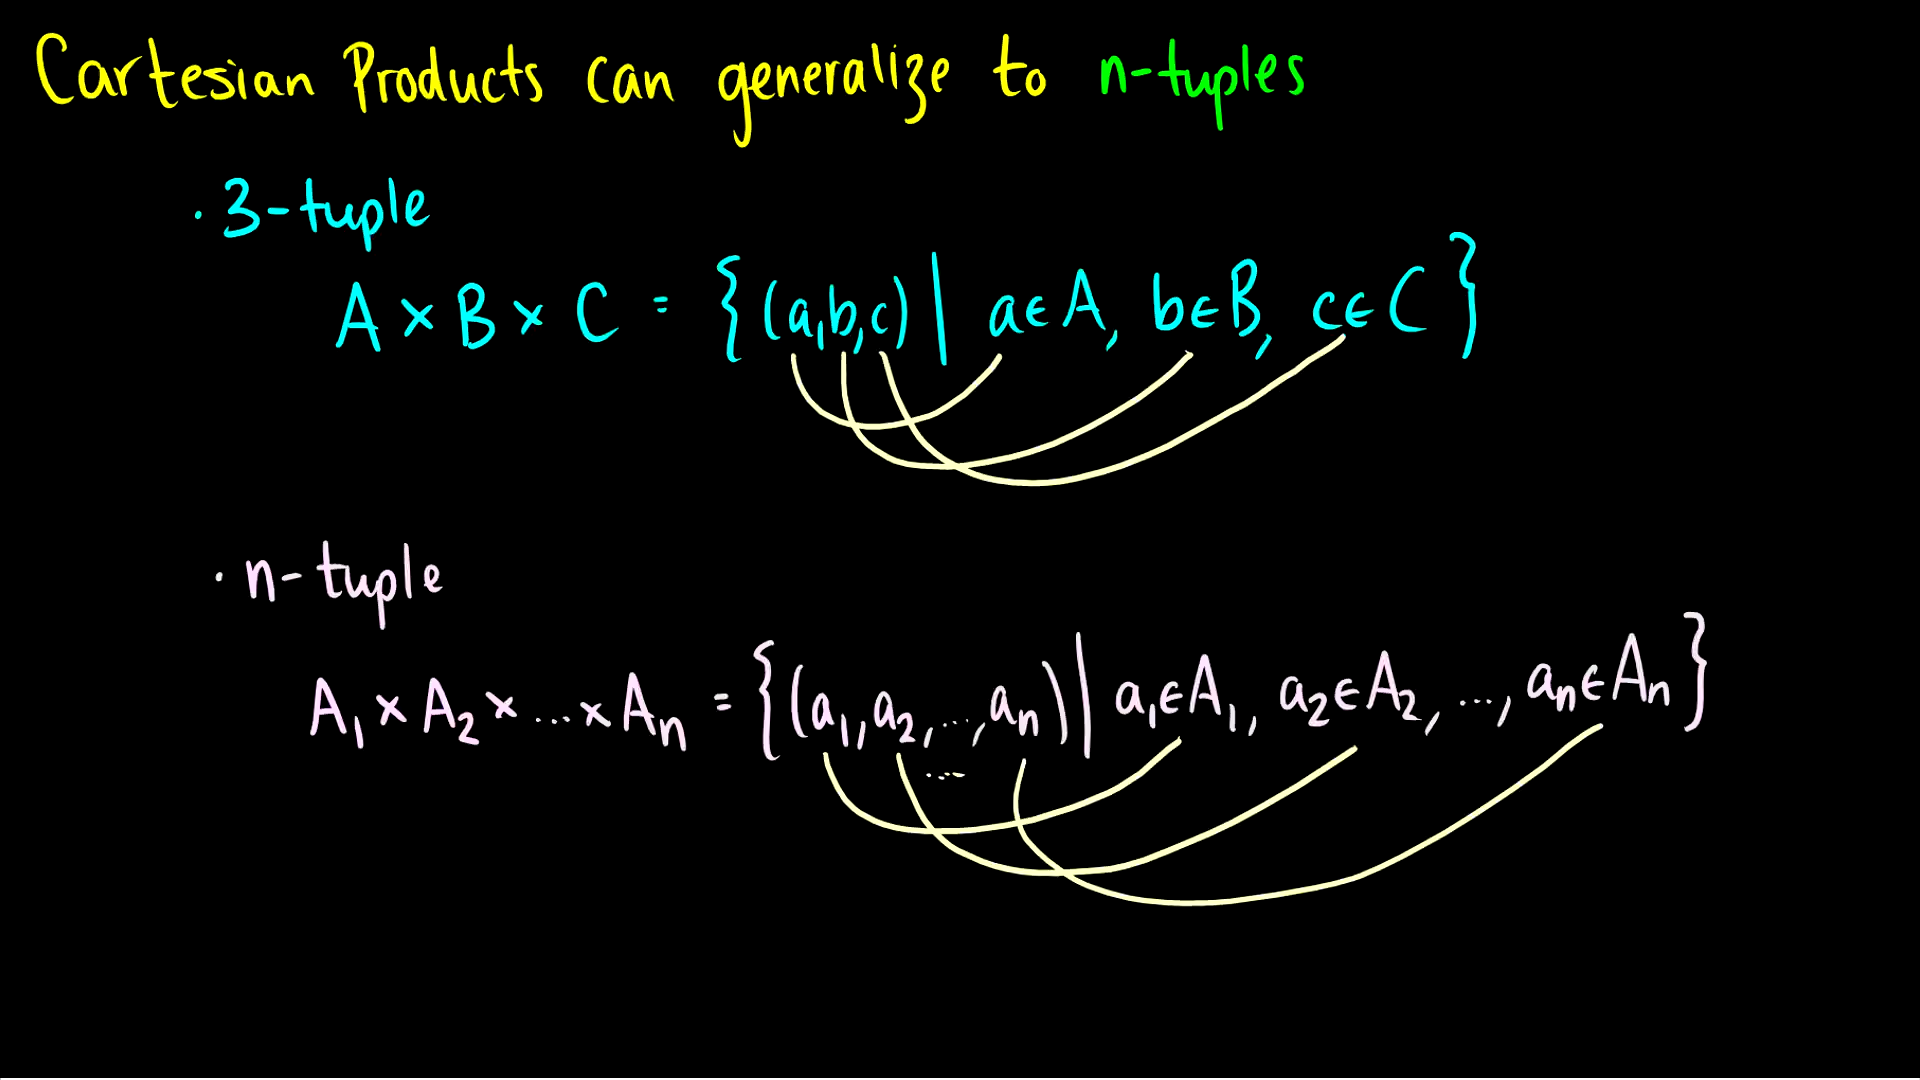 Cartesian Products can generalize to n-tuples
· 3-tuple
A × B × C = {(a,b,c) | a∈A, b∈B, c∈C}
· n-tuple
A₁ × A₂ × ... × Aₙ = {(a₁,a₂,...,aₙ) | a₁∈A₁, a₂∈A₂, ..., aₙ∈Aₙ}
...